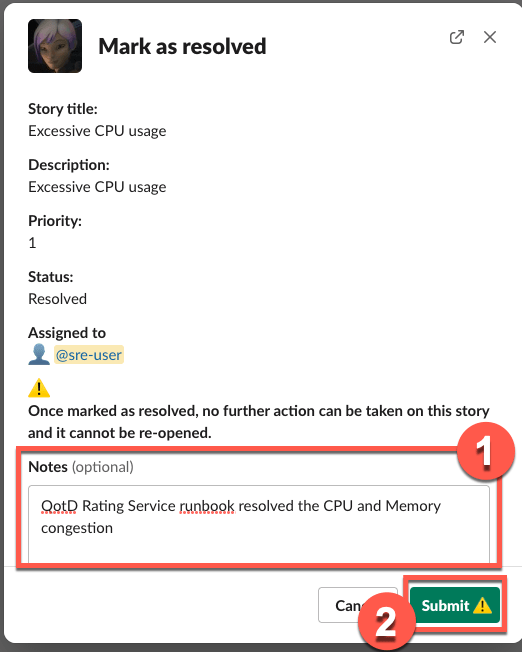 Mark as resolved
Story title:
Excessive CPU usage
Description:
Excessive CPU usage
Priority:
1
Status:
Resolved
Assigned to
@sre-user
Once marked as resolved, no further action can be taken on this story
and it cannot be re-opened.
1
Notes (optional)
QotD Rating Service runbook resolved the CPU and Memory
congestion
Can
Submit
2